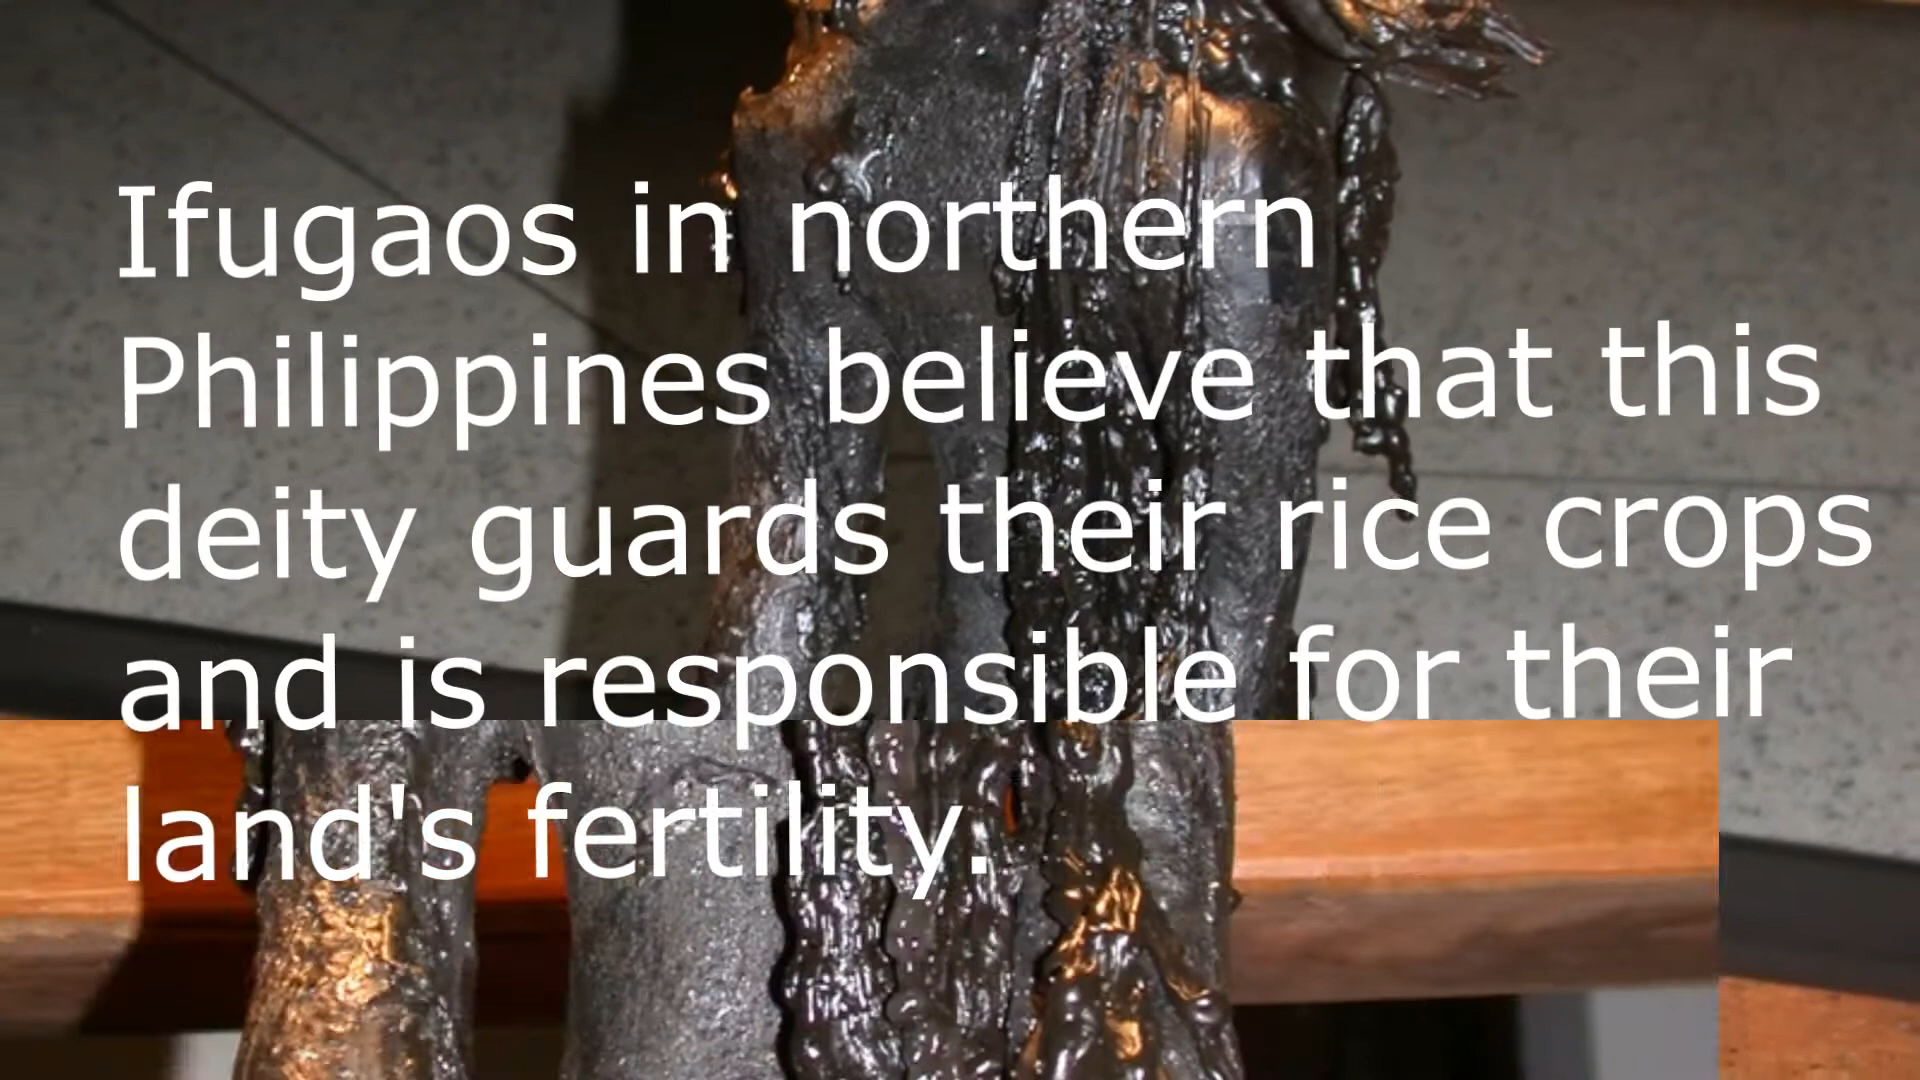 Ifugaos in northern
Philippines believe that this
deity guards their rice crops
and is responsible for their
land's fertility.